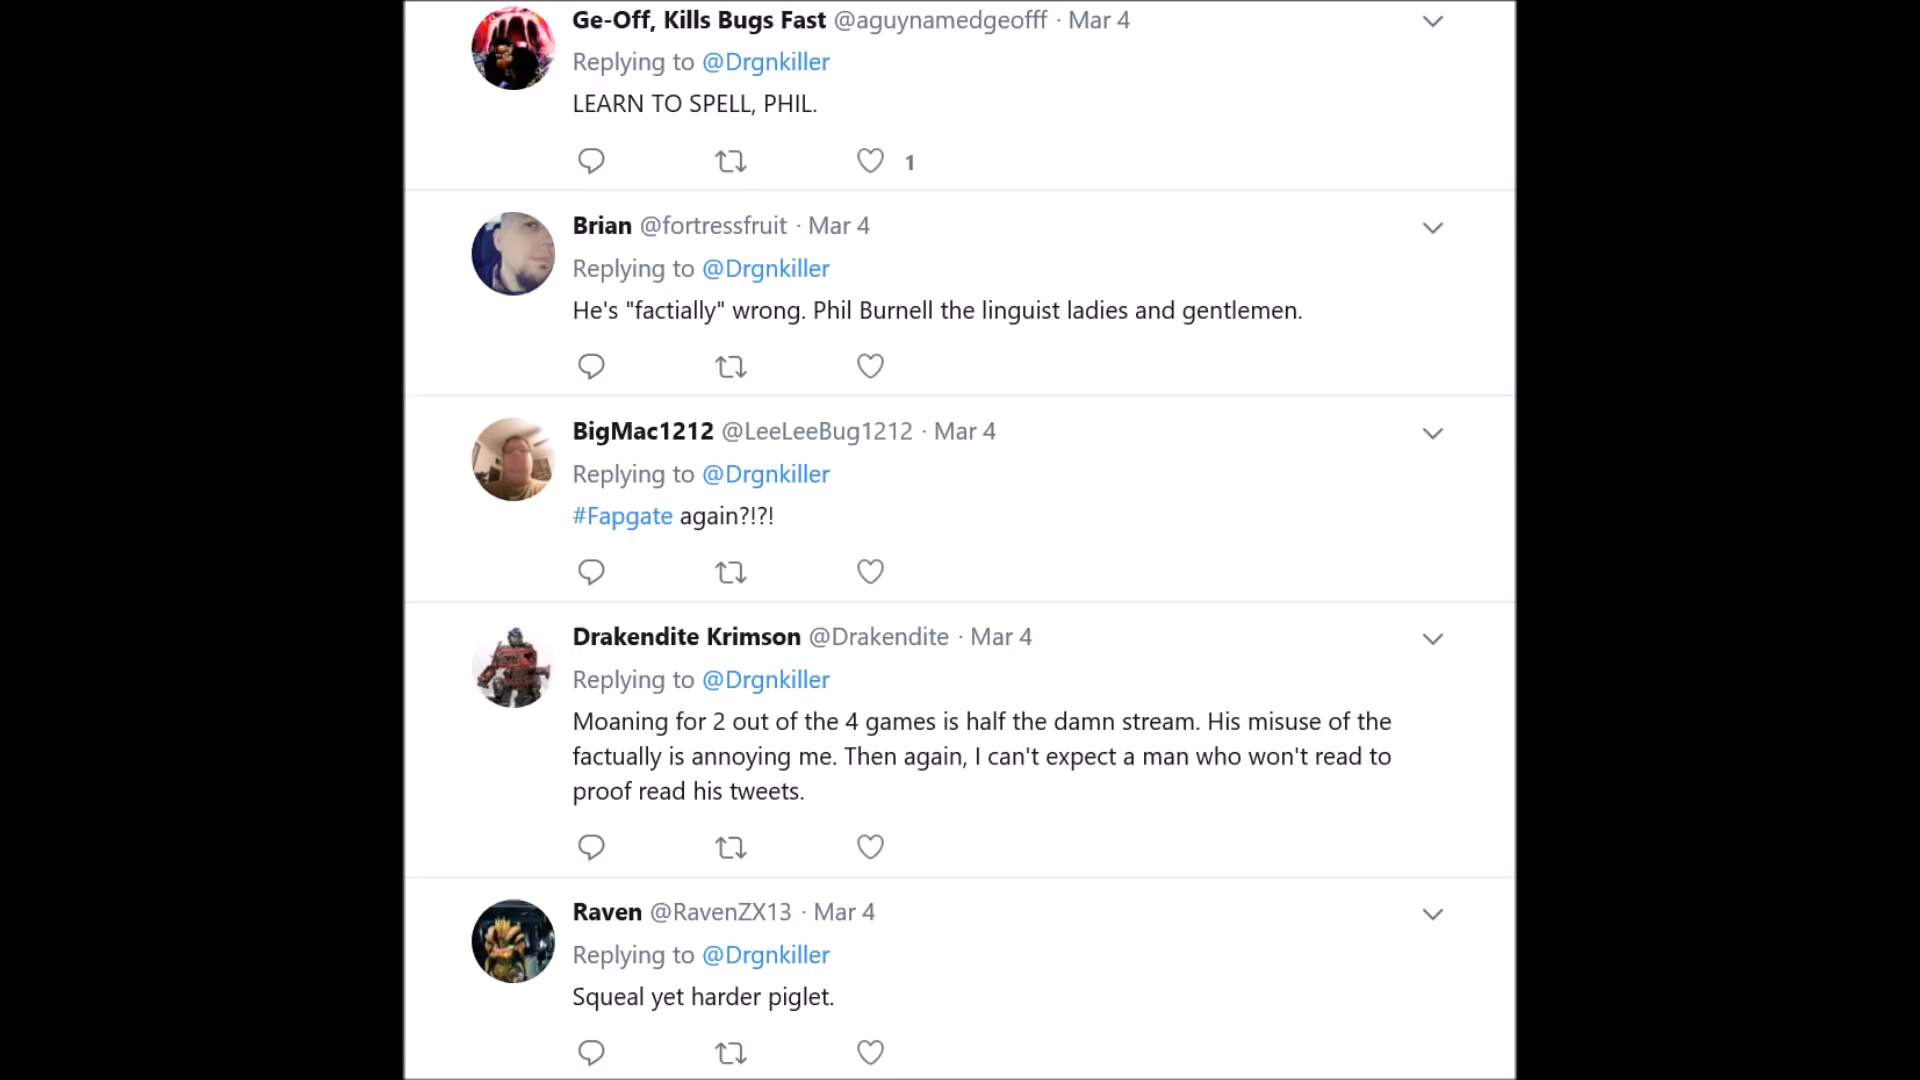 Ge-Off, Kills Bugs Fast @aguynamedgeofff · Mar 4
Replying to @Drgnkiller
LEARN TO SPELL, PHIL.
1
Brian @fortressfruit · Mar 4
Replying to @Drgnkiller
He's "factially" wrong. Phil Burnell the linguist ladies and gentlemen.
BigMac1212 @LeeLeeBug1212 · Mar 4
Replying to @Drgnkiller
#Fapgate again?!?!
Drakendite Krimson @Drakendite · Mar 4
Replying to @Drgnkiller
Moaning for 2 out of the 4 games is half the damn stream. His misuse of the
factually is annoying me. Then again, I can't expect a man who won't read to
proof read his tweets.
Raven @RavenZX13 · Mar 4
Replying to @Drgnkiller
Squeal yet harder piglet.